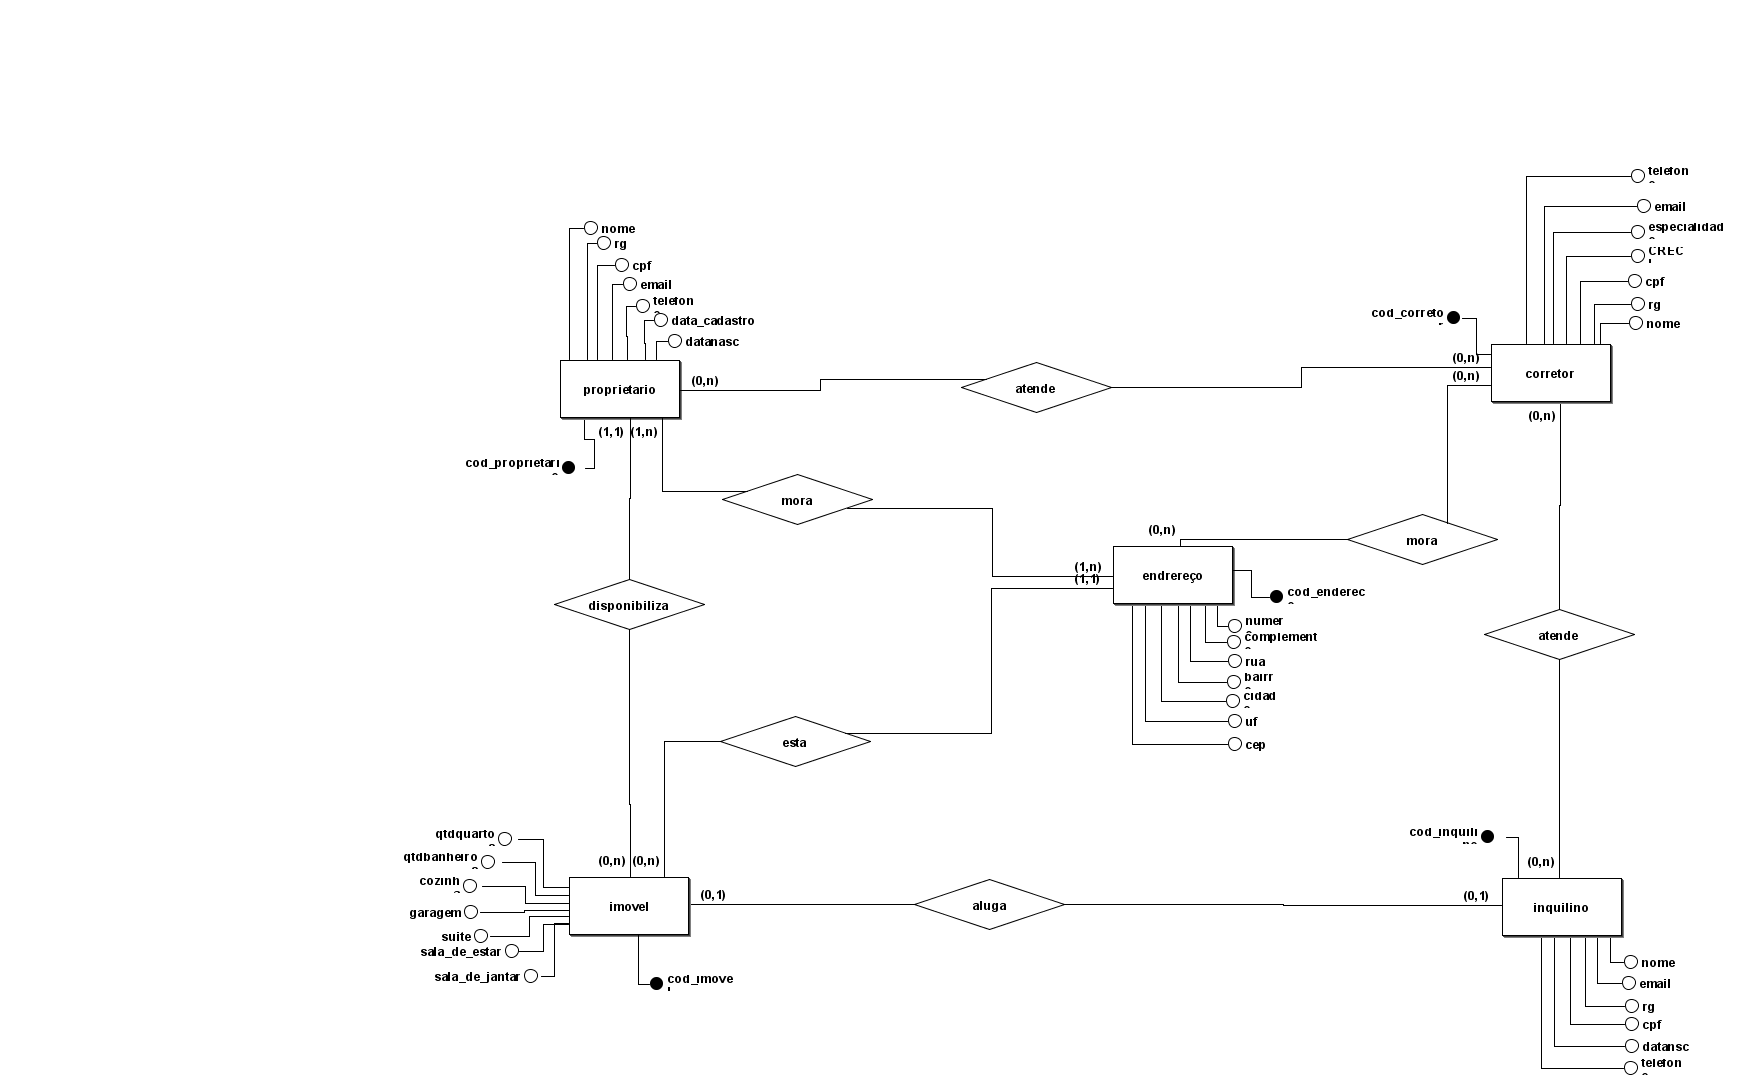 telefon
email
especialidad
CREC
cpf
rg
nome
cod_correto
corretor
(0,n)
(0,n)
(0,n)
nome
rg
cpf
email
telefon
data_cadastro
datanasc
proprietario
(0,n)
atende
(1,1)
(1,n)
cod_proprietari
mora
(0,n)
mora
(1,n)
(1,1)
endrereço
cod_enderec
disponibiliza
numer
complement
rua
bairr
cidad
uf
cep
atende
esta
qtdquarto
qtdbanheiro
cozinh
garagem
suite
sala_de_estar
sala_de_jantar
(0,n)
(0,n)
imovel
(0,1)
cod_imove
aluga
cod_inquili
(0,n)
(0,1)
inquilino
nome
email
rg
cpf
datansc
telefon